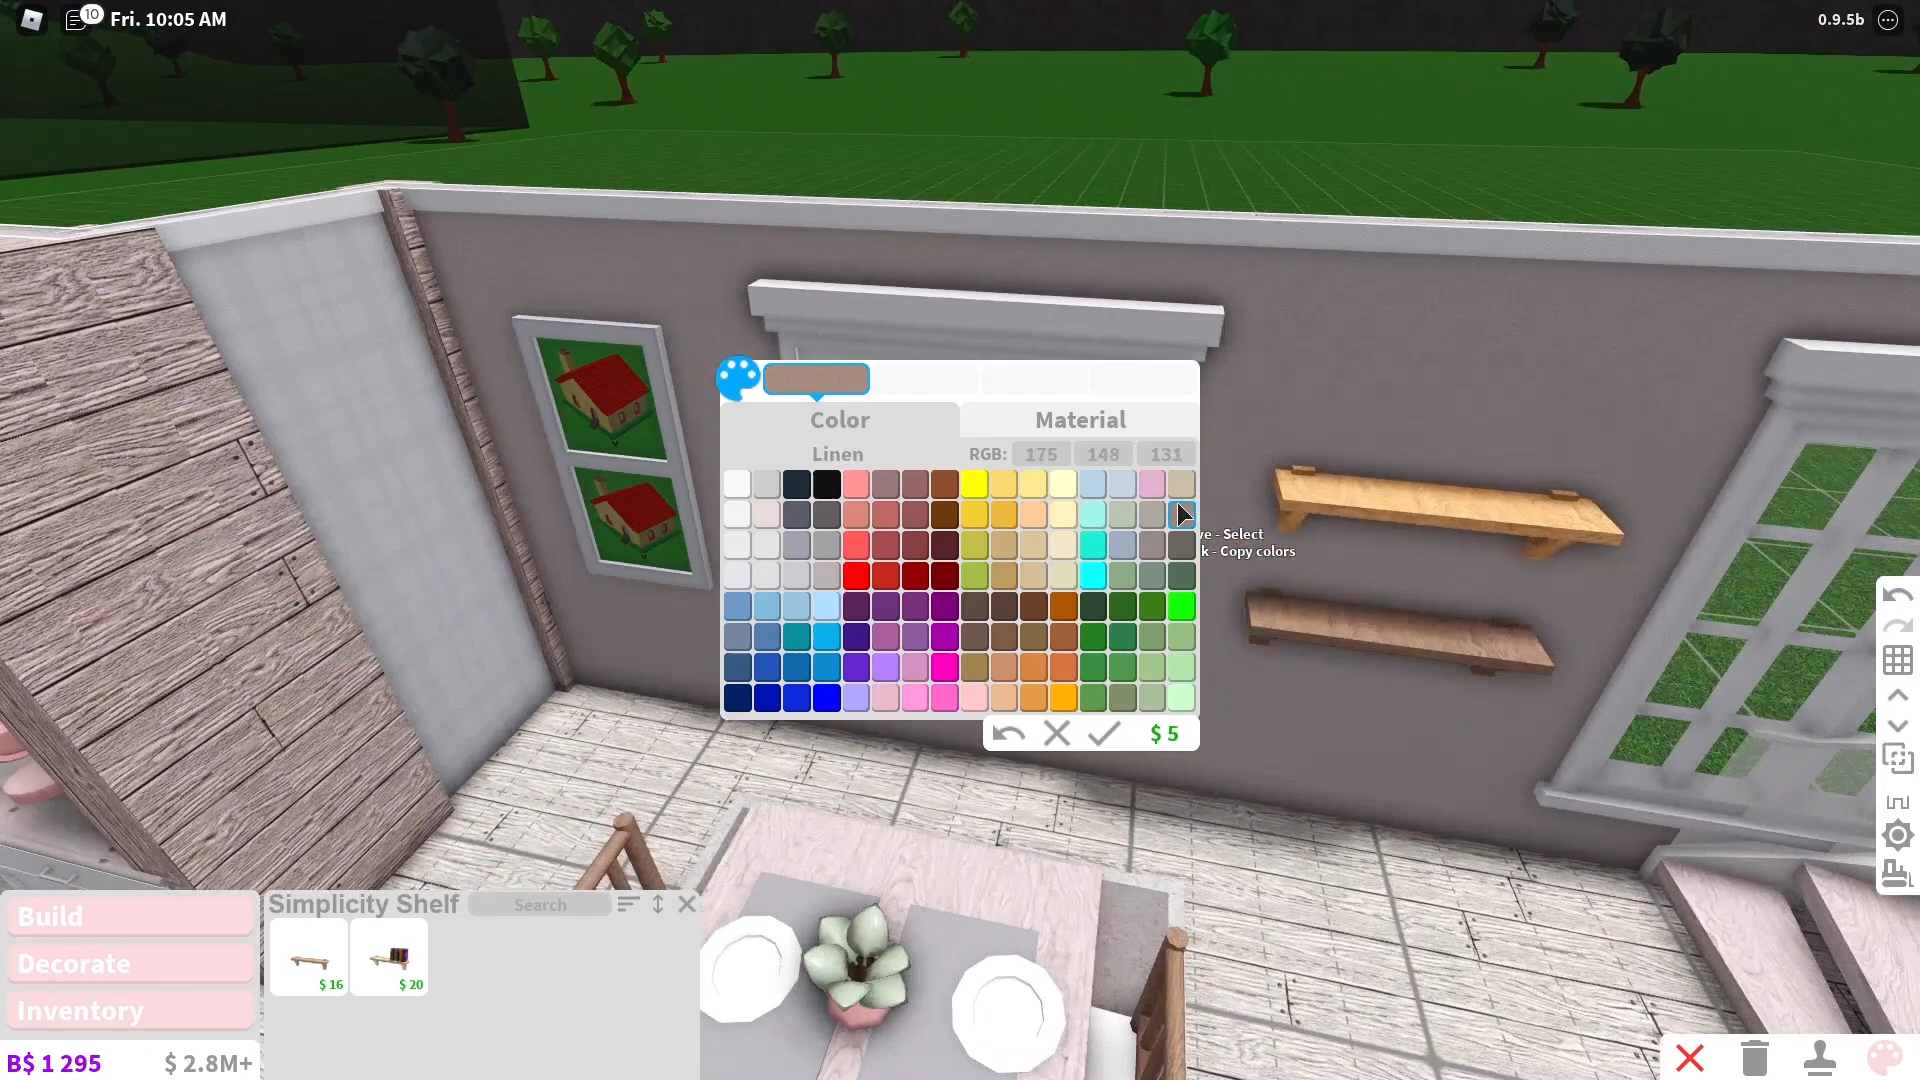 10 Fri. 10:05 AM
0.9.5b
Color
Material
Linen
RGB: 175 148 131
e - Select
k - Copy colors
$ 5
Build
Decorate
Inventory
B$ 1 295
$ 2.8M+
Simplicity Shelf
Search
$ 16
$ 20